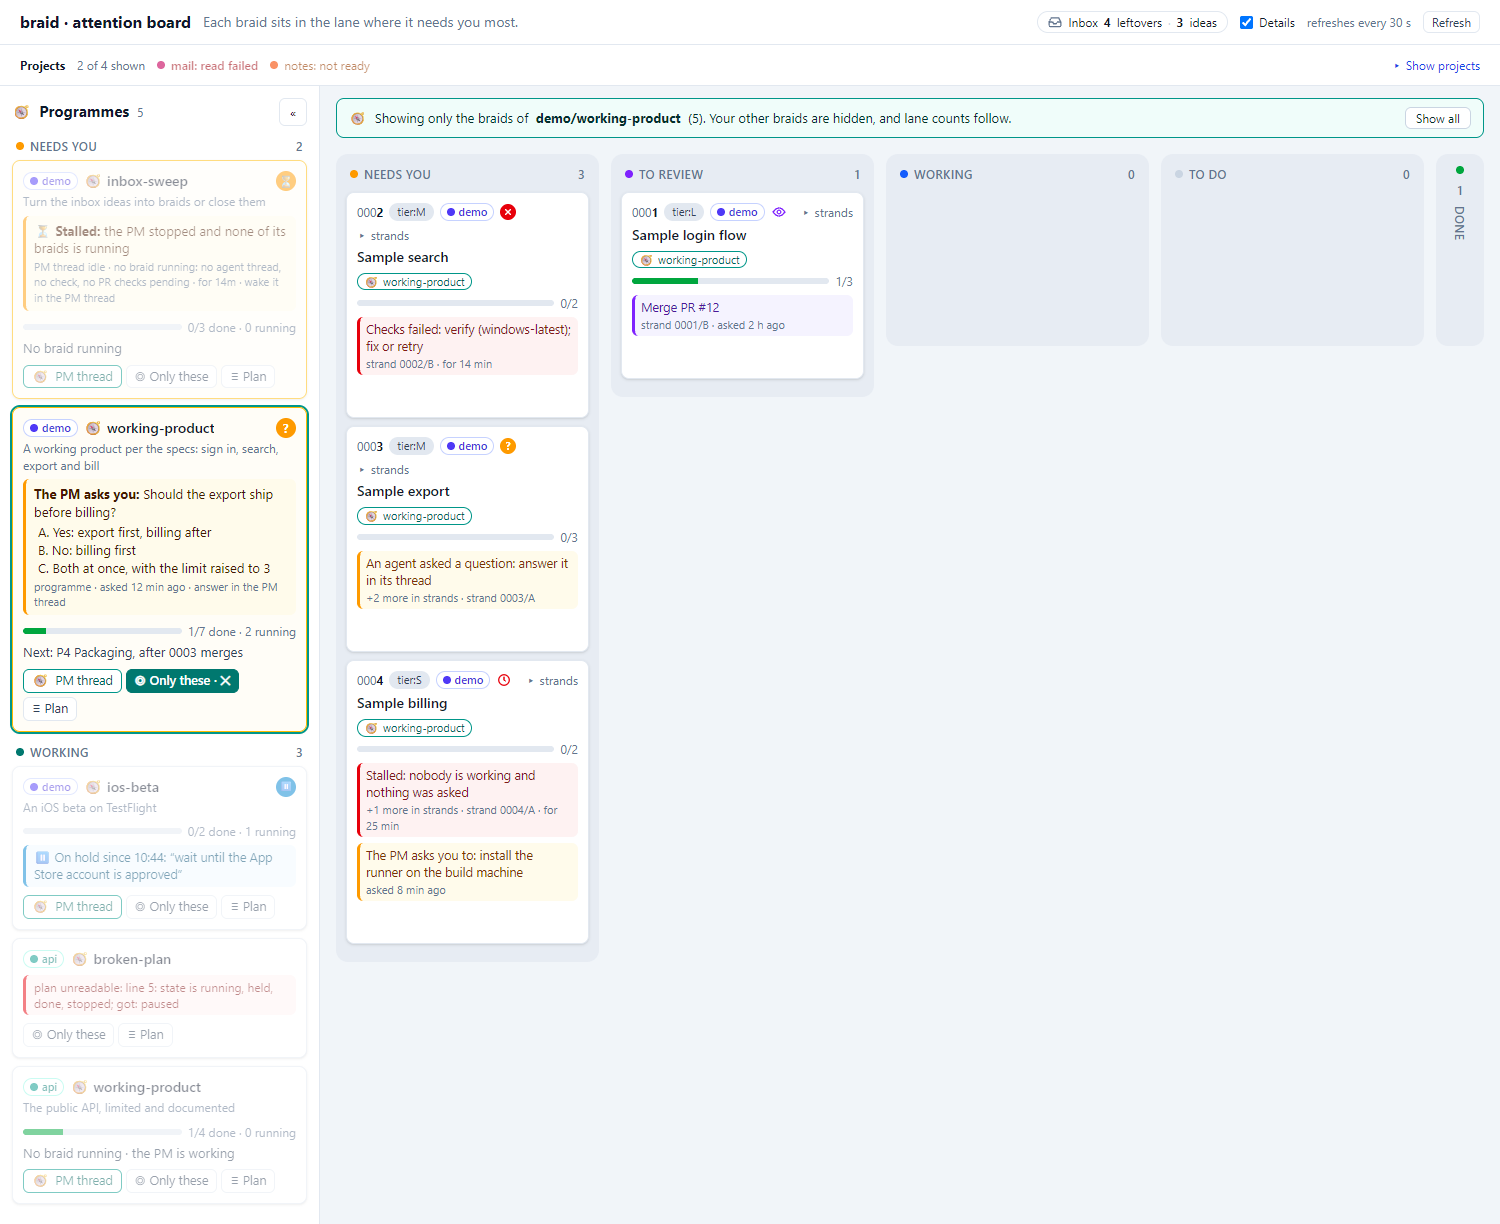 braid · attention board
Each braid sits in the lane where it needs you most.
Inbox 4 leftovers · 3 ideas
Details
refreshes every 30 s
Refresh
Projects
2 of 4 shown
mail: read failed
notes: not ready
Show projects
Programmes 5
«
NEEDS YOU 2
demo
inbox-sweep
Turn the inbox ideas into braids or close them
Stalled: the PM stopped and none of its
braids is running
PM thread idle · no braid running: no agent thread,
no check, no PR checks pending · for 14m · wake it
in the PM thread
0/3 done · 0 running
No braid running
PM thread
Only these
Plan
demo
working-product
?
A working product per the specs: sign in, search,
export and bill
The PM asks you: Should the export ship
before billing?
A. Yes: export first, billing after
B. No: billing first
C. Both at once, with the limit raised to 3
programme · asked 12 min ago · answer in the PM
thread
1/7 done · 2 running
Next: P4 Packaging, after 0003 merges
PM thread
Only these · ✕
Plan
WORKING 3
demo
ios-beta
An iOS beta on TestFlight
0/2 done · 1 running
On hold since 10:44: “wait until the App
Store account is approved”
PM thread
Only these
Plan
api
broken-plan
plan unreadable: line 5: state is running, held,
done, stopped; got: paused
Only these
Plan
api
working-product
The public API, limited and documented
1/4 done · 0 running
No braid running · the PM is working
PM thread
Only these
Plan
Showing only the braids of demo/working-product (5). Your other braids are hidden, and lane counts follow.
Show all
NEEDS YOU 3
0002 tier:M demo
strands
Sample search
working-product
0/2
Checks failed: verify (windows-latest);
fix or retry
strand 0002/B · for 14 min
0003 tier:M demo ?
strands
Sample export
working-product
0/3
An agent asked a question: answer it
in its thread
+2 more in strands · strand 0003/A
0004 tier:S demo
strands
Sample billing
working-product
0/2
Stalled: nobody is working and
nothing was asked
+1 more in strands · strand 0004/A · for
25 min
The PM asks you to: install the
runner on the build machine
asked 8 min ago
TO REVIEW 1
0001 tier:L demo
strands
Sample login flow
working-product
1/3
Merge PR #12
strand 0001/B · asked 2 h ago
WORKING 0
TO DO 0
1
DONE